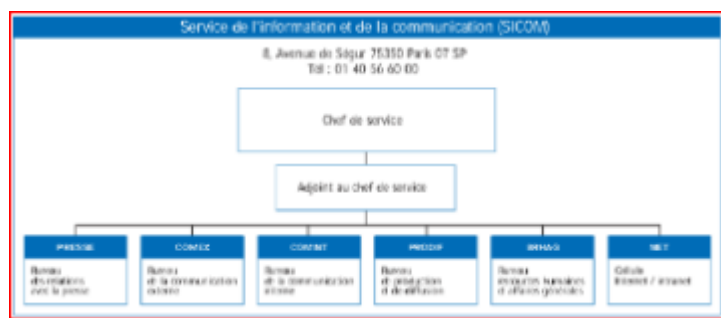 Service de l'information et de la communication (SICOM)
8, Avenue de Ségur 75350 Paris 07 SP
Tél : 01 40 56 60 00
Chef de service
Adjoint au chef de service
PRESSE
Bureau
des relations
avec la presse
COMEX
Bureau
de la communication
externe
COMINT
Bureau
de la communication
interne
PRODIF
Bureau
de production
et de diffusion
BRHAG
Bureau
ressources humaines
et affaires générales
NET
Cellule
Internet / intranet